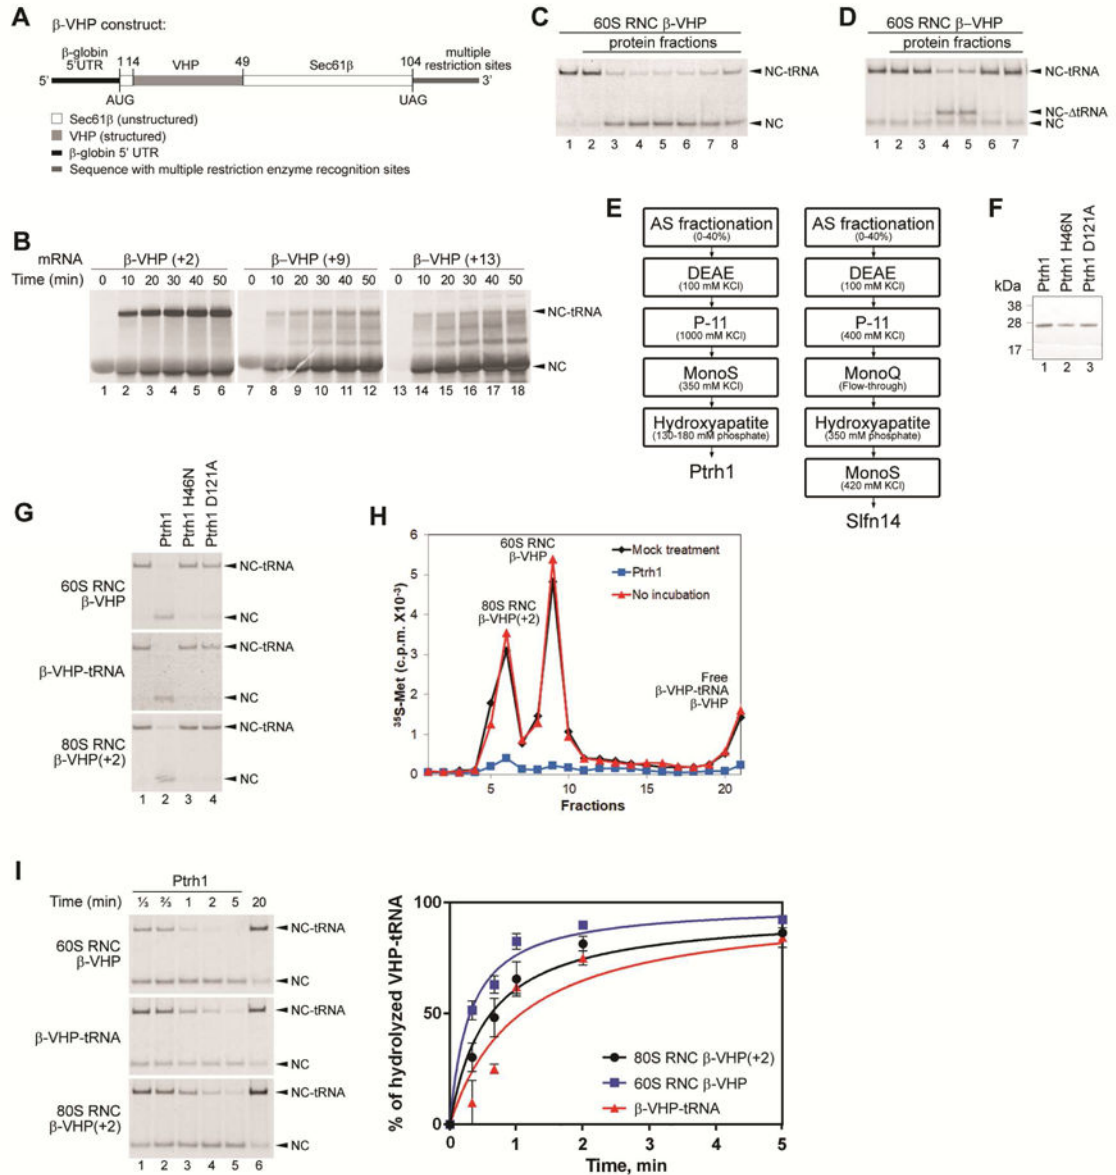 A
β-VHP construct:
β-globin 5'UTR
1 14 VHP 49 Sec61β 104
multiple restriction sites
5' 3'
AUG UAG
Sec61β (unstructured)
VHP (structured)
β-globin 5' UTR
Sequence with multiple restriction enzyme recognition sites
B
mRNA β-VHP (+2) β-VHP (+9) β-VHP (+13)
Time (min) 0 10 20 30 40 50 0 10 20 30 40 50 0 10 20 30 40 50
NC-tRNA
NC
1 2 3 4 5 6 7 8 9 10 11 12 13 14 15 16 17 18
C
60S RNC β-VHP
protein fractions
NC-tRNA
NC
1 2 3 4 5 6 7 8
D
60S RNC β-VHP
protein fractions
NC-tRNA
NC-ΔtRNA
NC
1 2 3 4 5 6 7
E
AS fractionation
(0-40%)
DEAE
(100 mM KCl)
P-11
(1000 mM KCl)
MonoS
(350 mM KCl)
Hydroxyapatite
(130-180 mM phosphate)
Ptrh1
AS fractionation
(0-40%)
DEAE
(100 mM KCl)
P-11
(400 mM KCl)
MonoQ
(Flow-through)
Hydroxyapatite
(350 mM phosphate)
MonoS
(420 mM KCl)
Slfn14
F
Ptrh1
Ptrh1 H46N
Ptrh1 D121A
kDa
38
28
17
1 2 3
G
Ptrh1
Ptrh1 H46N
Ptrh1 D121A
60S RNC β-VHP
NC-tRNA
NC
β-VHP-tRNA
NC-tRNA
NC
80S RNC β-VHP(+2)
NC-tRNA
NC
1 2 3 4
H
³⁵S-Met (c.p.m. X10⁻³)
6
5
4
3
2
1
0
60S RNC β-VHP
80S RNC β-VHP(+2)
Free β-VHP-tRNA β-VHP
Mock treatment
Ptrh1
No incubation
5 10 15 20
Fractions
I
Ptrh1
Time (min) ⅓ ⅔ 1 2 5 20
60S RNC β-VHP
NC-tRNA
NC
β-VHP-tRNA
NC-tRNA
NC
80S RNC β-VHP(+2)
NC-tRNA
NC
1 2 3 4 5 6
% of hydrolyzed VHP-tRNA
100
50
0
80S RNC β-VHP(+2)
60S RNC β-VHP
β-VHP-tRNA
0 1 2 3 4 5
Time, min